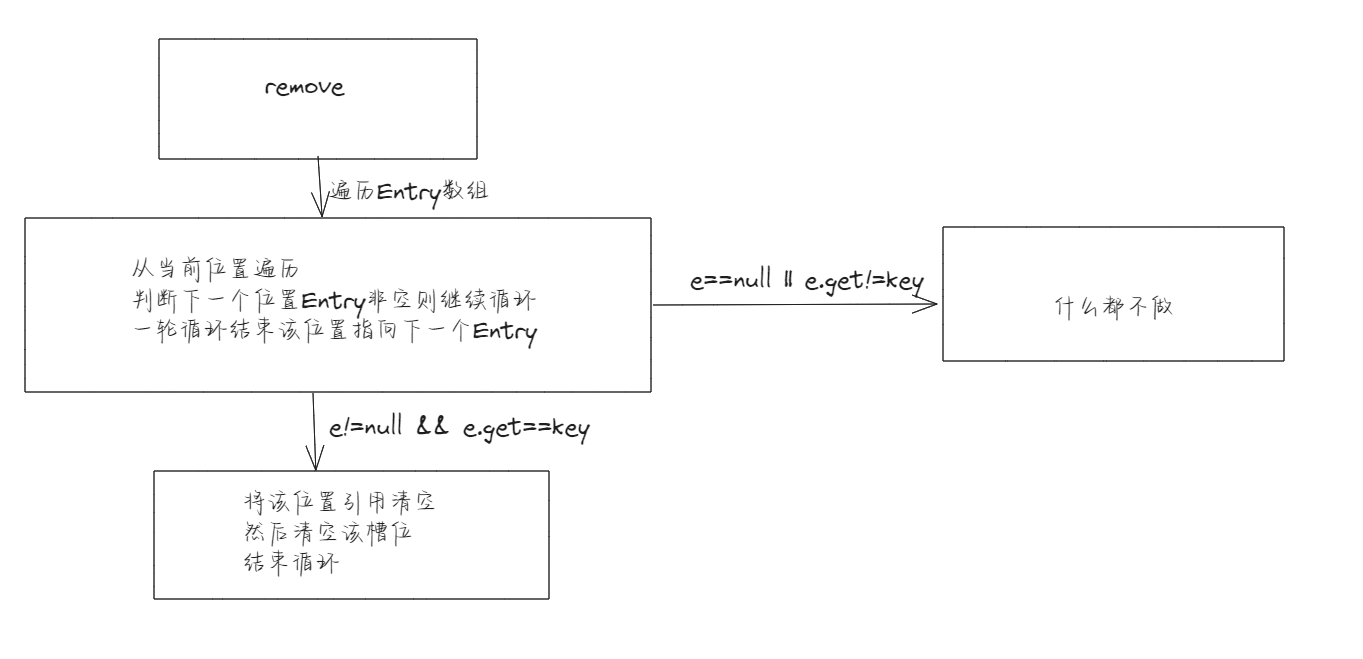 remove
遍历Entry数组
从当前位置遍历
判断下一个位置Entry非空则继续循环
一轮循环结束该位置指向下一个Entry
e==null || e.get!=key
什么都不做
e!=null && e.get==key
将该位置引用清空
然后清空该槽位
结束循环